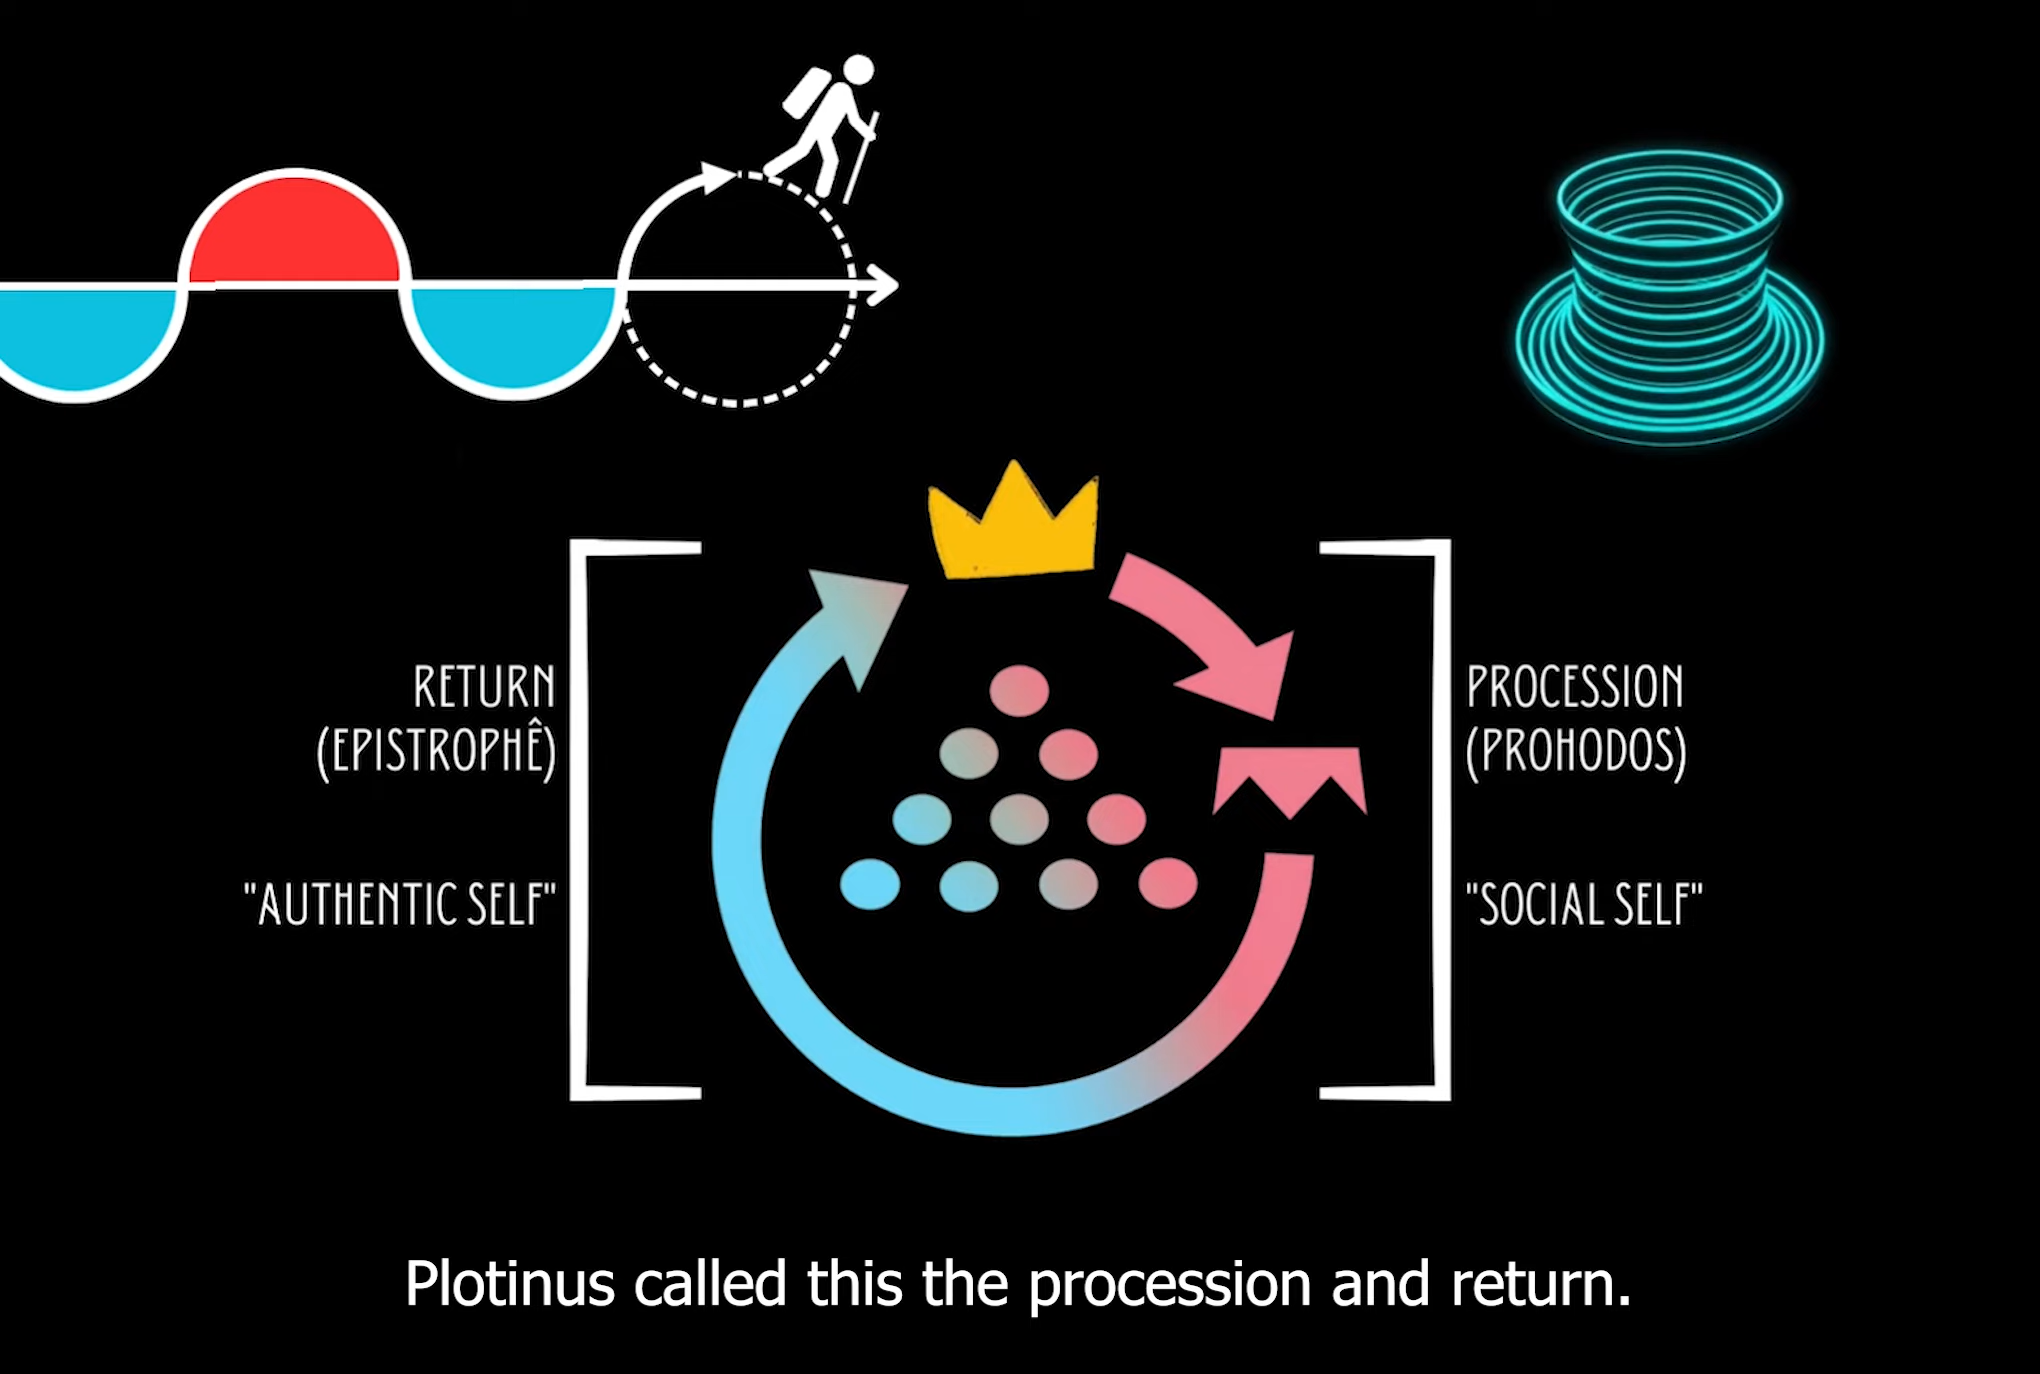 RETURN
(EPISTROPHÊ)
"AUTHENTIC SELF"
PROCESSION
(PROHODOS)
"SOCIAL SELF"
Plotinus called this the procession and return.